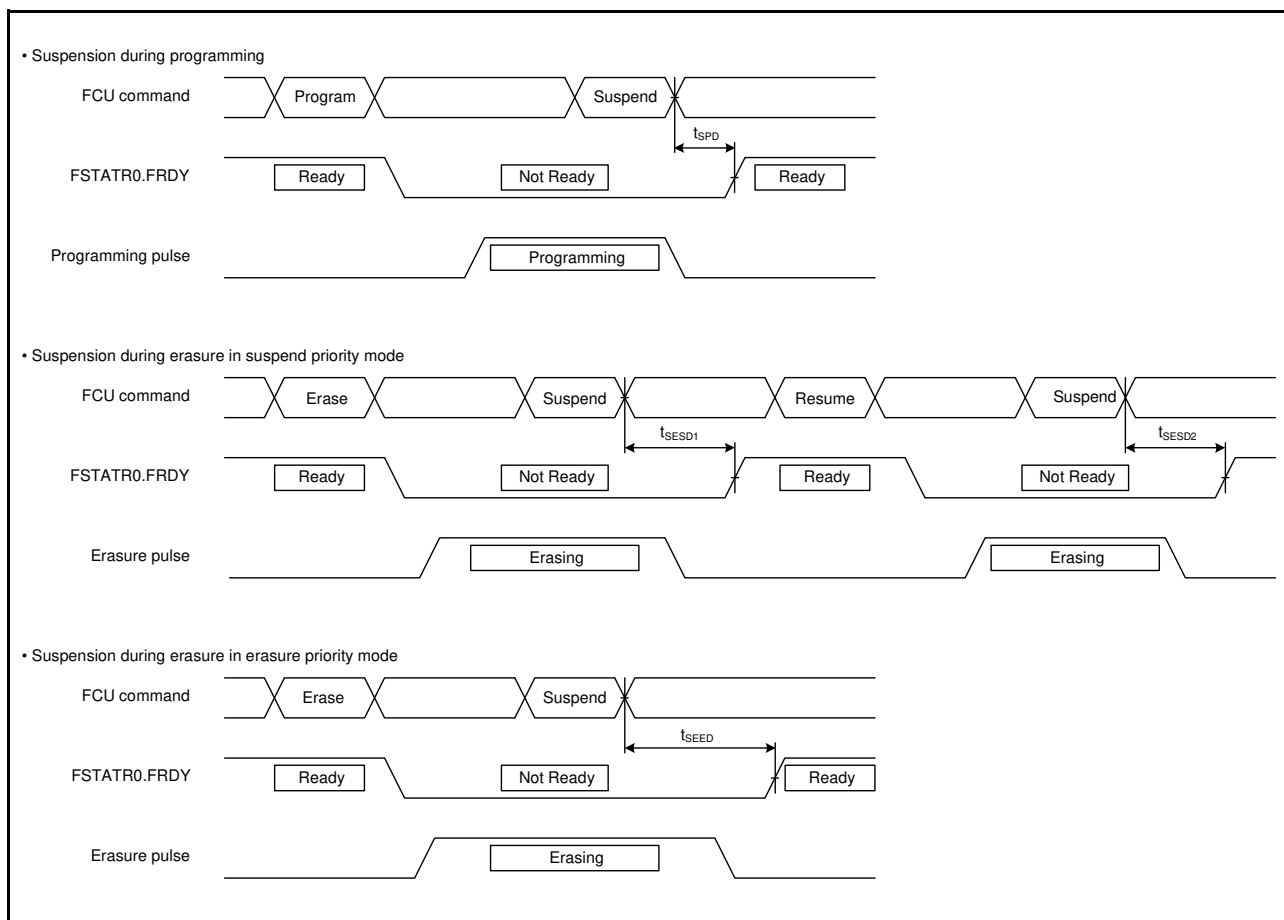 • Suspension during programming
FCU command Program Suspend
tSPD
FSTATR0.FRDY Ready Not Ready Ready
Programming pulse Programming
• Suspension during erasure in suspend priority mode
FCU command Erase Suspend Resume Suspend
tSESD1 tSESD2
FSTATR0.FRDY Ready Not Ready Ready Not Ready
Erasure pulse Erasing Erasing
• Suspension during erasure in erasure priority mode
FCU command Erase Suspend
tSEED
FSTATR0.FRDY Ready Not Ready Ready
Erasure pulse Erasing